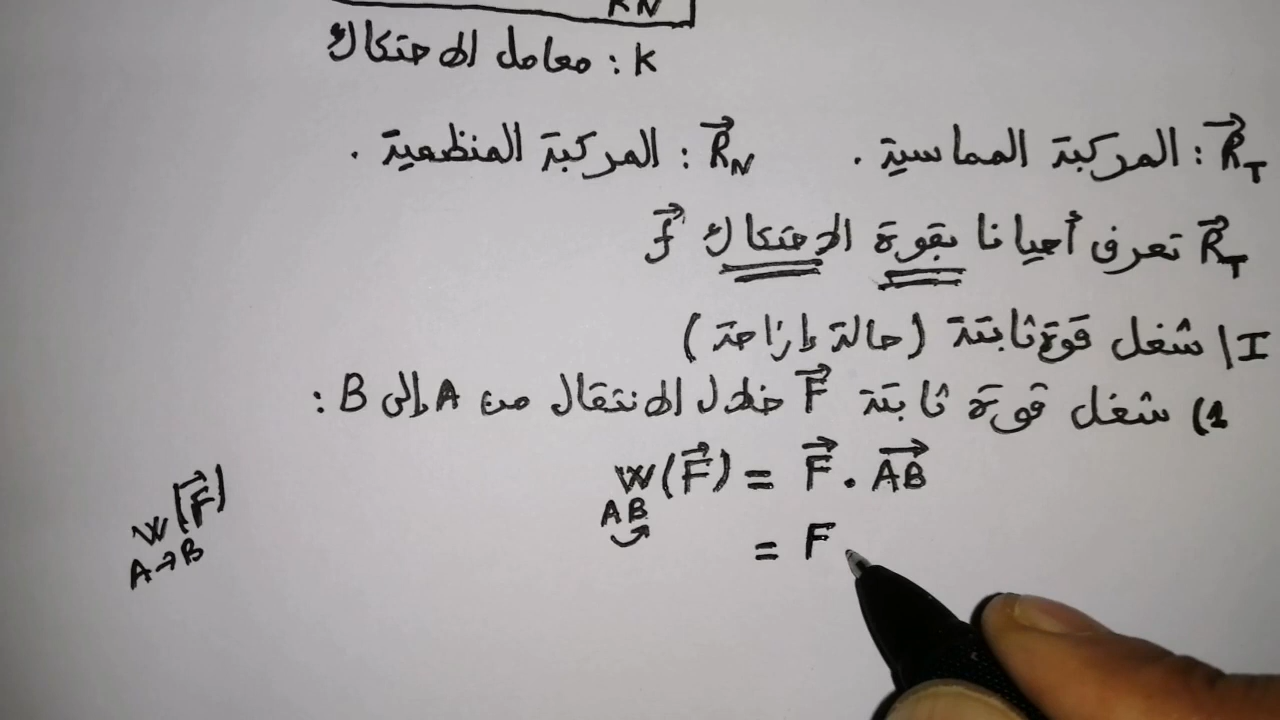 RN
K : معامل الاحتكاك
R⃗T : المركبة المماسية . R⃗N : المركبة المنظمية .
R⃗T تعرف أحيانا بقوة الاحتكاك f⃗
I\ شغل قوة ثابتة (حالة إزاحة)
1) شغل قوة ثابتة F⃗ خلال الانتقال من A إلى B :
W(F⃗) = F⃗ . AB⃗
AB
= F
W(F⃗)
A→B